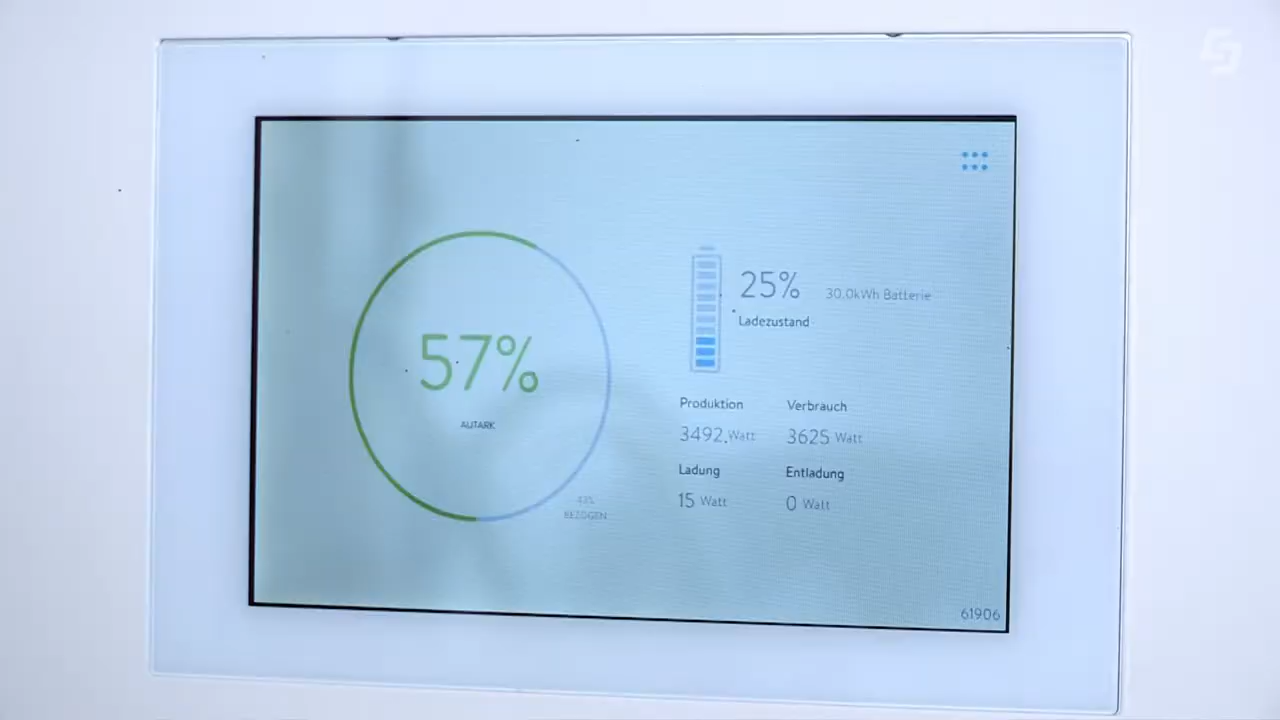 57%
AUTARK
43%
BEZOGEN
25%
30.0kWh Batterie
Ladezustand
Produktion Verbrauch
3492 Watt 3625 Watt
Ladung Entladung
15 Watt 0 Watt
61906